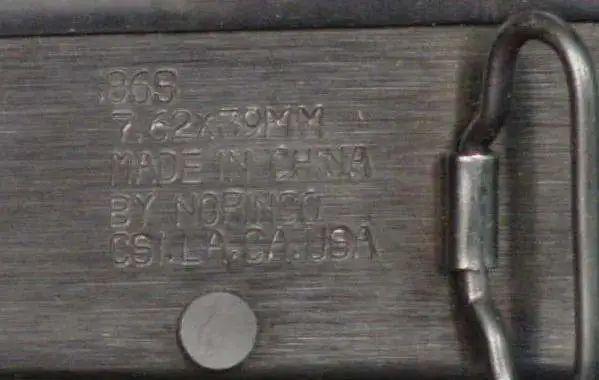 86S
7.62X39MM
MADE IN CHINA
BY NORINCO
CSI.LA.CA.USA